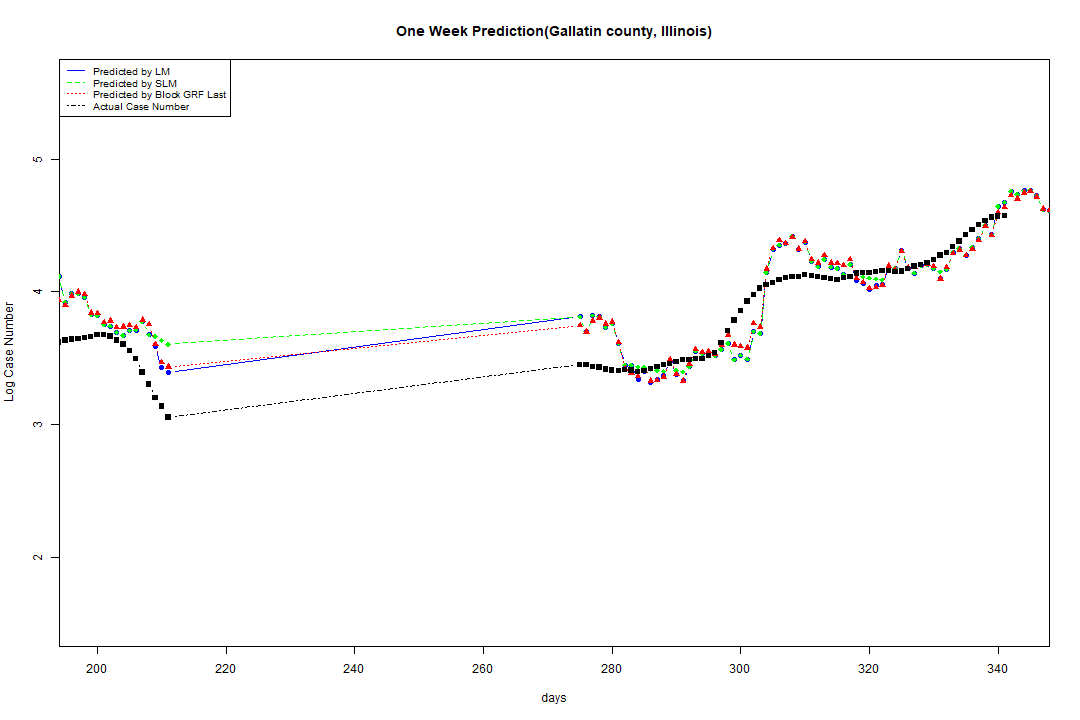 One Week Prediction(Gallatin county, Illinois)
Predicted by LM
Predicted by SLM
Predicted by Block GRF Last
Actual Case Number
Log Case Number
5
4
3
2
200 220 240 260 280 300 320 340
days